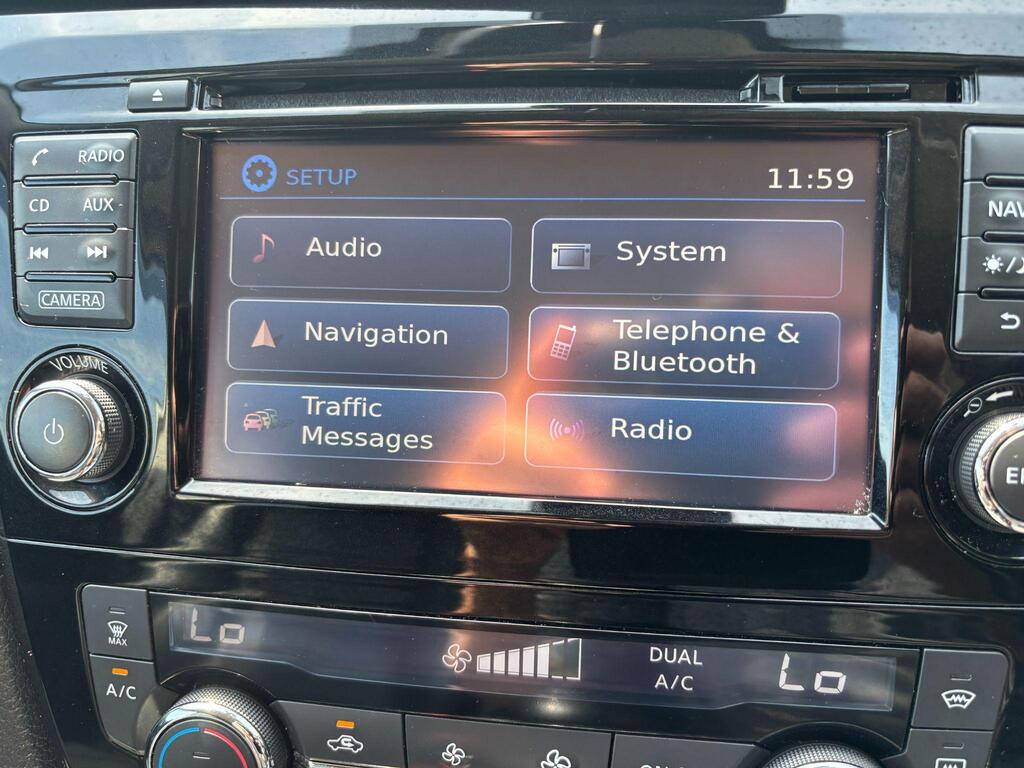 RADIO
CD AUX
CAMERA
VOLUME
SETUP 11:59
Audio
System
Navigation
Telephone &
Bluetooth
Traffic
Messages
Radio
MAX
A/C
Lo
DUAL
A/C
Lo